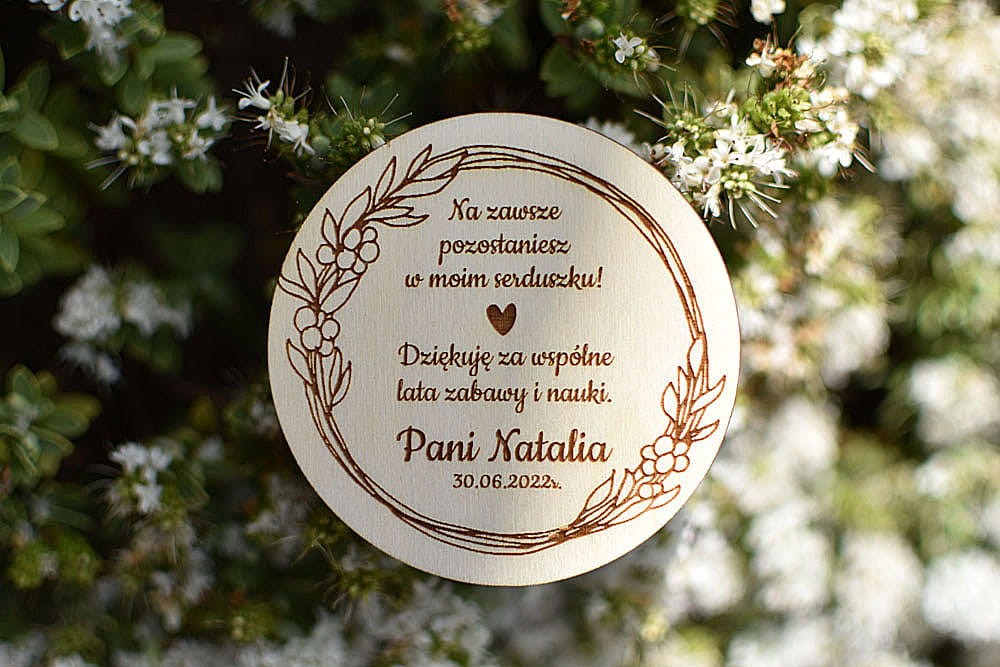 Na zawsze
pozostaniesz
w moim serduszku!
Dziękuję za wspólne
lata zabawy i nauki.
Pani Natalia
30.06.2022r.